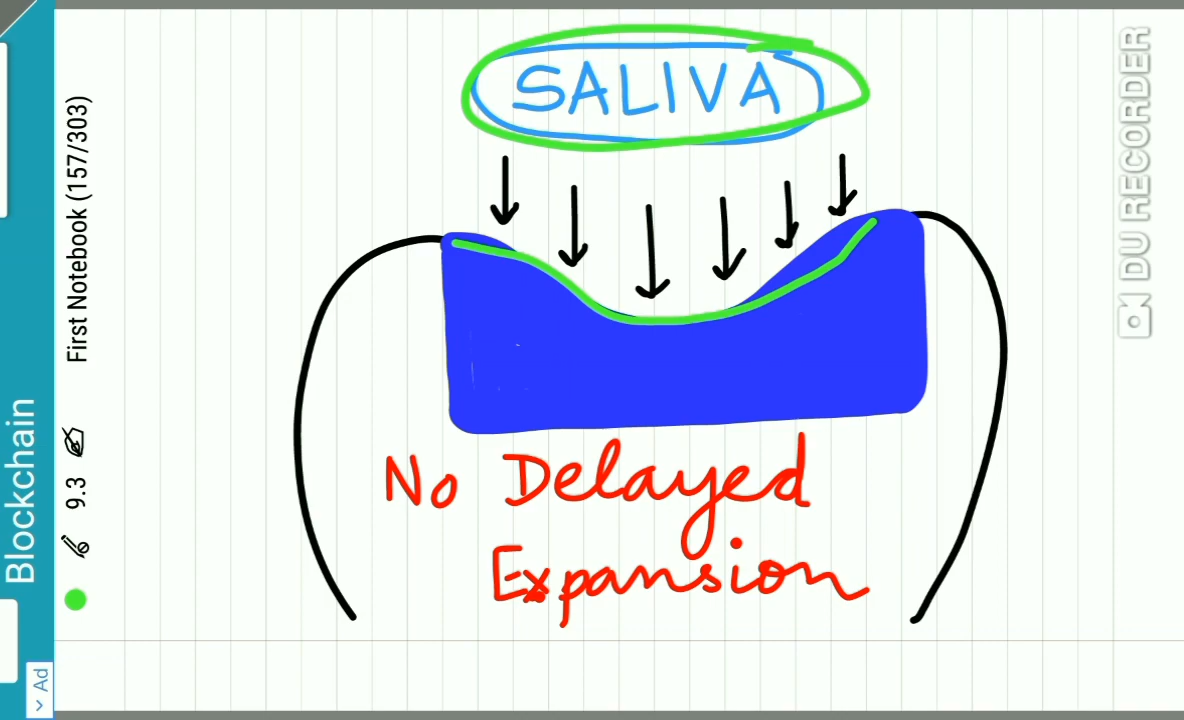 SALIVA
No Delayed
Expansion
First Notebook (157/303)
9.3
Blockchain
Ad
DU RECORDER